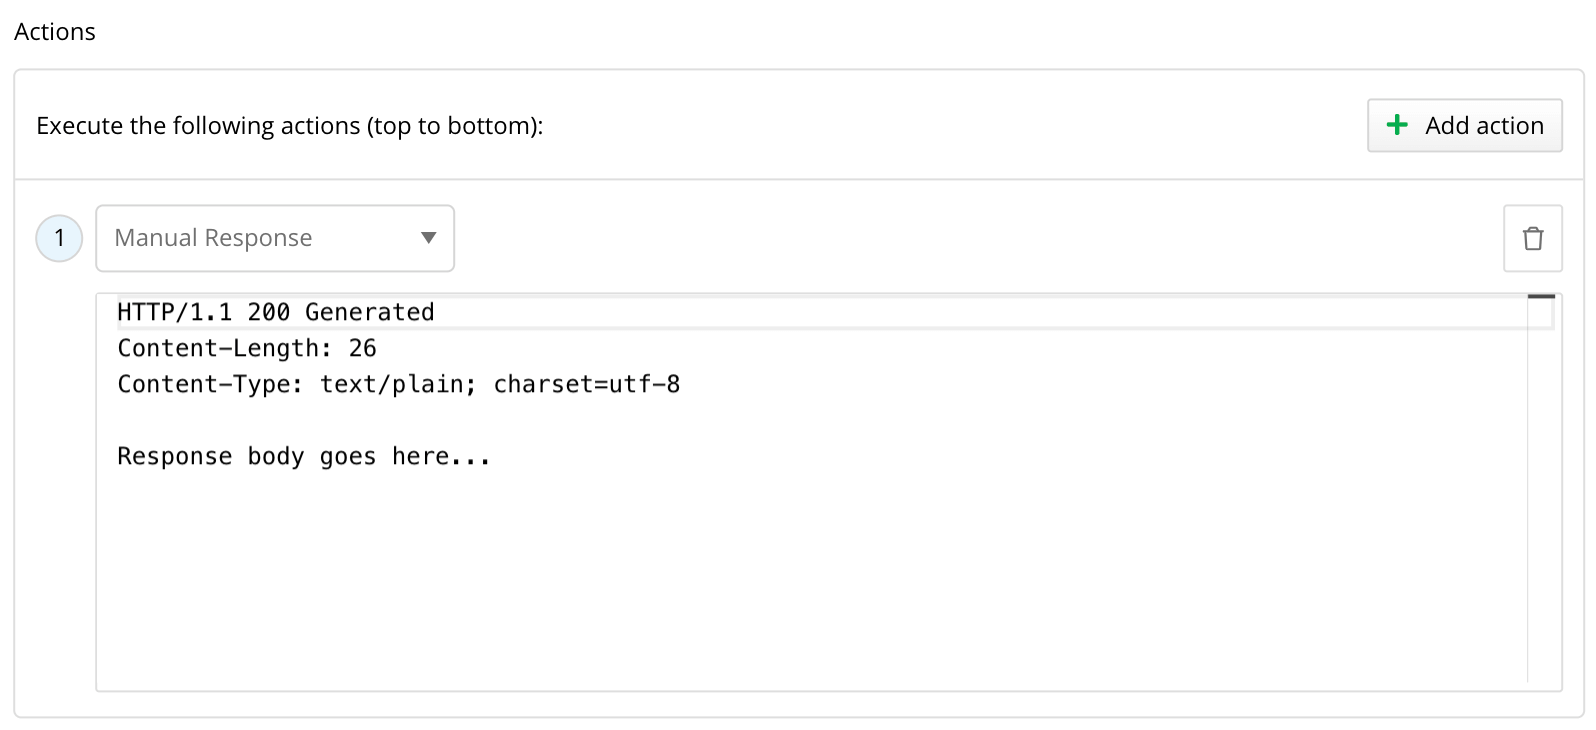 Actions
Execute the following actions (top to bottom):
Add action
1
Manual Response
HTTP/1.1 200 Generated
Content-Length: 26
Content-Type: text/plain; charset=utf-8
Response body goes here...